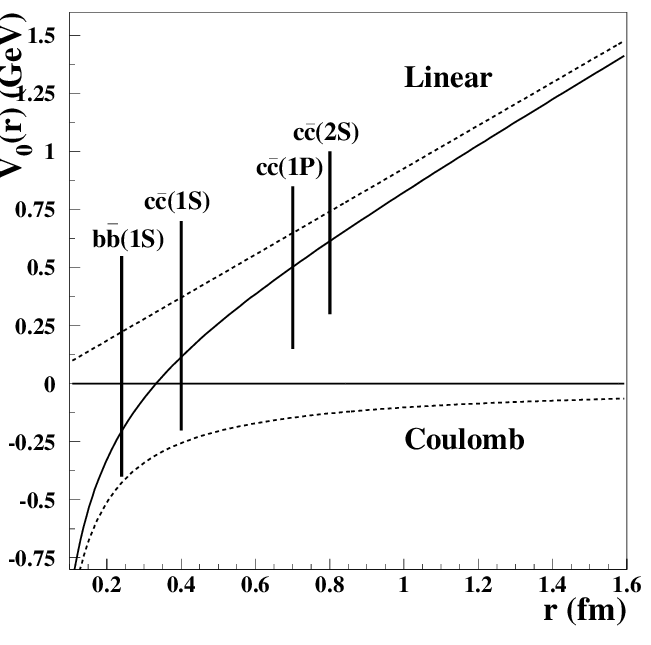 V₀(r) (GeV)
1.5
1.25
1
0.75
0.5
0.25
0
-0.25
-0.5
-0.75
Linear
cc̄(2S)
cc̄(1P)
cc̄(1S)
bb̄(1S)
Coulomb
0.2 0.4 0.6 0.8 1 1.2 1.4 1.6
r (fm)